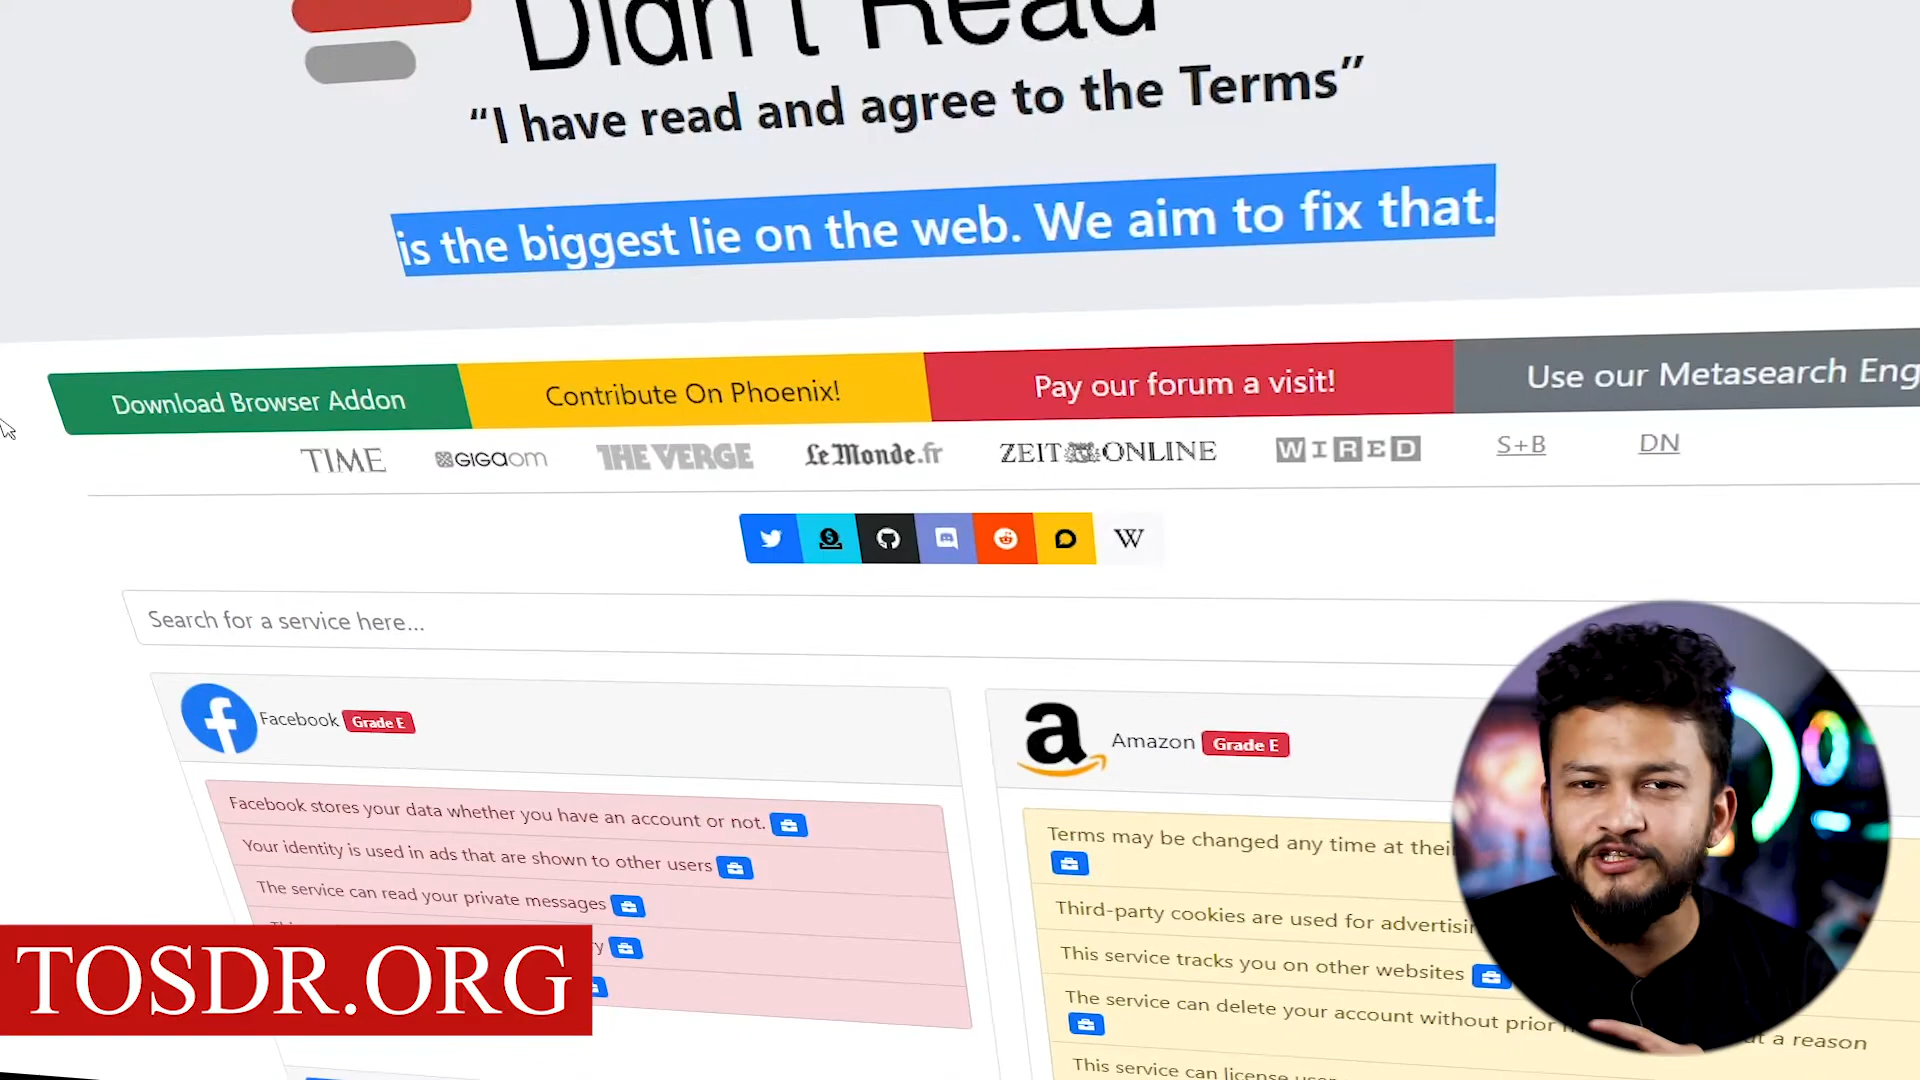 Didn't Read
“I have read and agree to the Terms”
is the biggest lie on the web. We aim to fix that.
Download Browser Addon
Contribute On Phoenix!
Pay our forum a visit!
Use our Metasearch Eng
TIME
GIGAOM
THE VERGE
Le Monde.fr
ZEIT ONLINE
WIRED
S+B
DN
W
Search for a service here...
Facebook Grade E
Facebook stores your data whether you have an account or not.
Your identity is used in ads that are shown to other users
The service can read your private messages
a
Amazon Grade E
Terms may be changed any time at thei
Third-party cookies are used for advertisi
This service tracks you on other websites
The service can delete your account without prior
a reason
This service can license
TOSDR.ORG